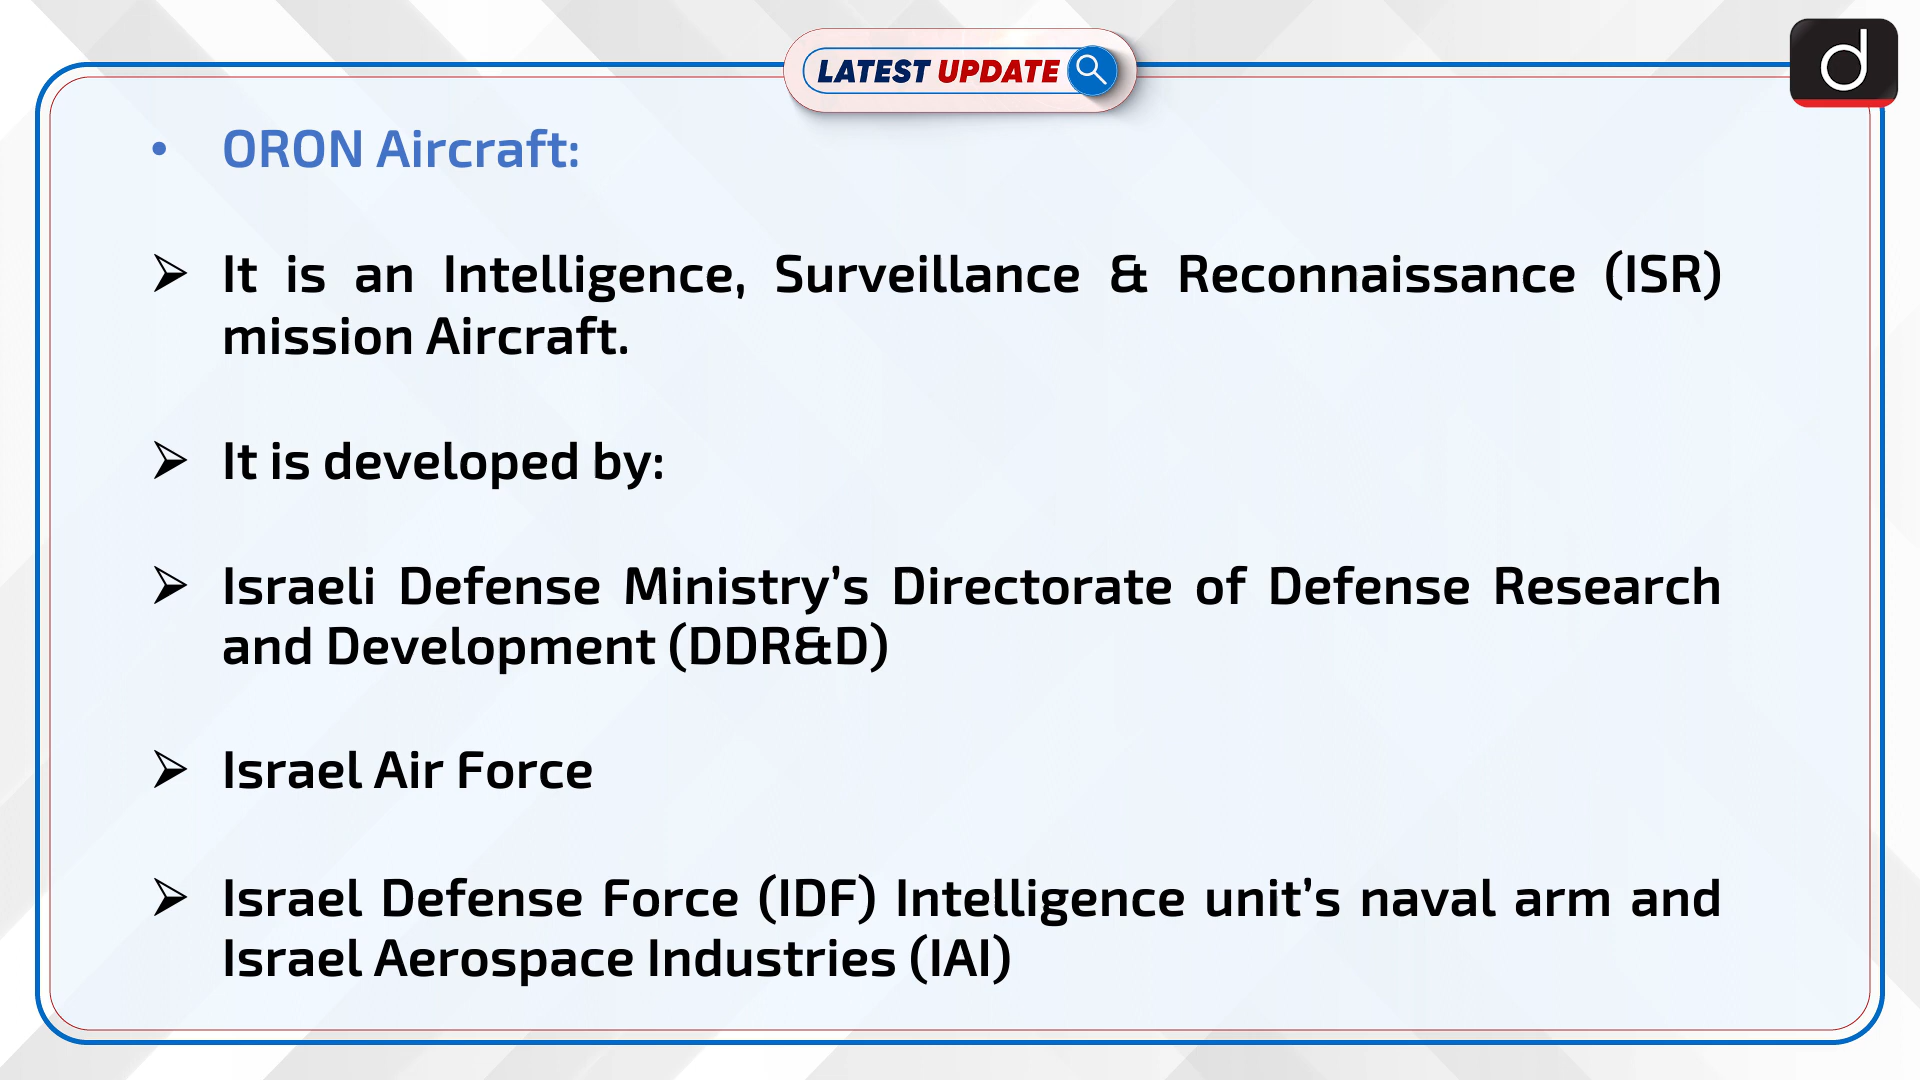 LATEST UPDATE
d
• ORON Aircraft:
➢ It is an Intelligence, Surveillance & Reconnaissance (ISR)
mission Aircraft.
➢ It is developed by:
➢ Israeli Defense Ministry’s Directorate of Defense Research
and Development (DDR&D)
➢ Israel Air Force
➢ Israel Defense Force (IDF) Intelligence unit’s naval arm and
Israel Aerospace Industries (IAI)